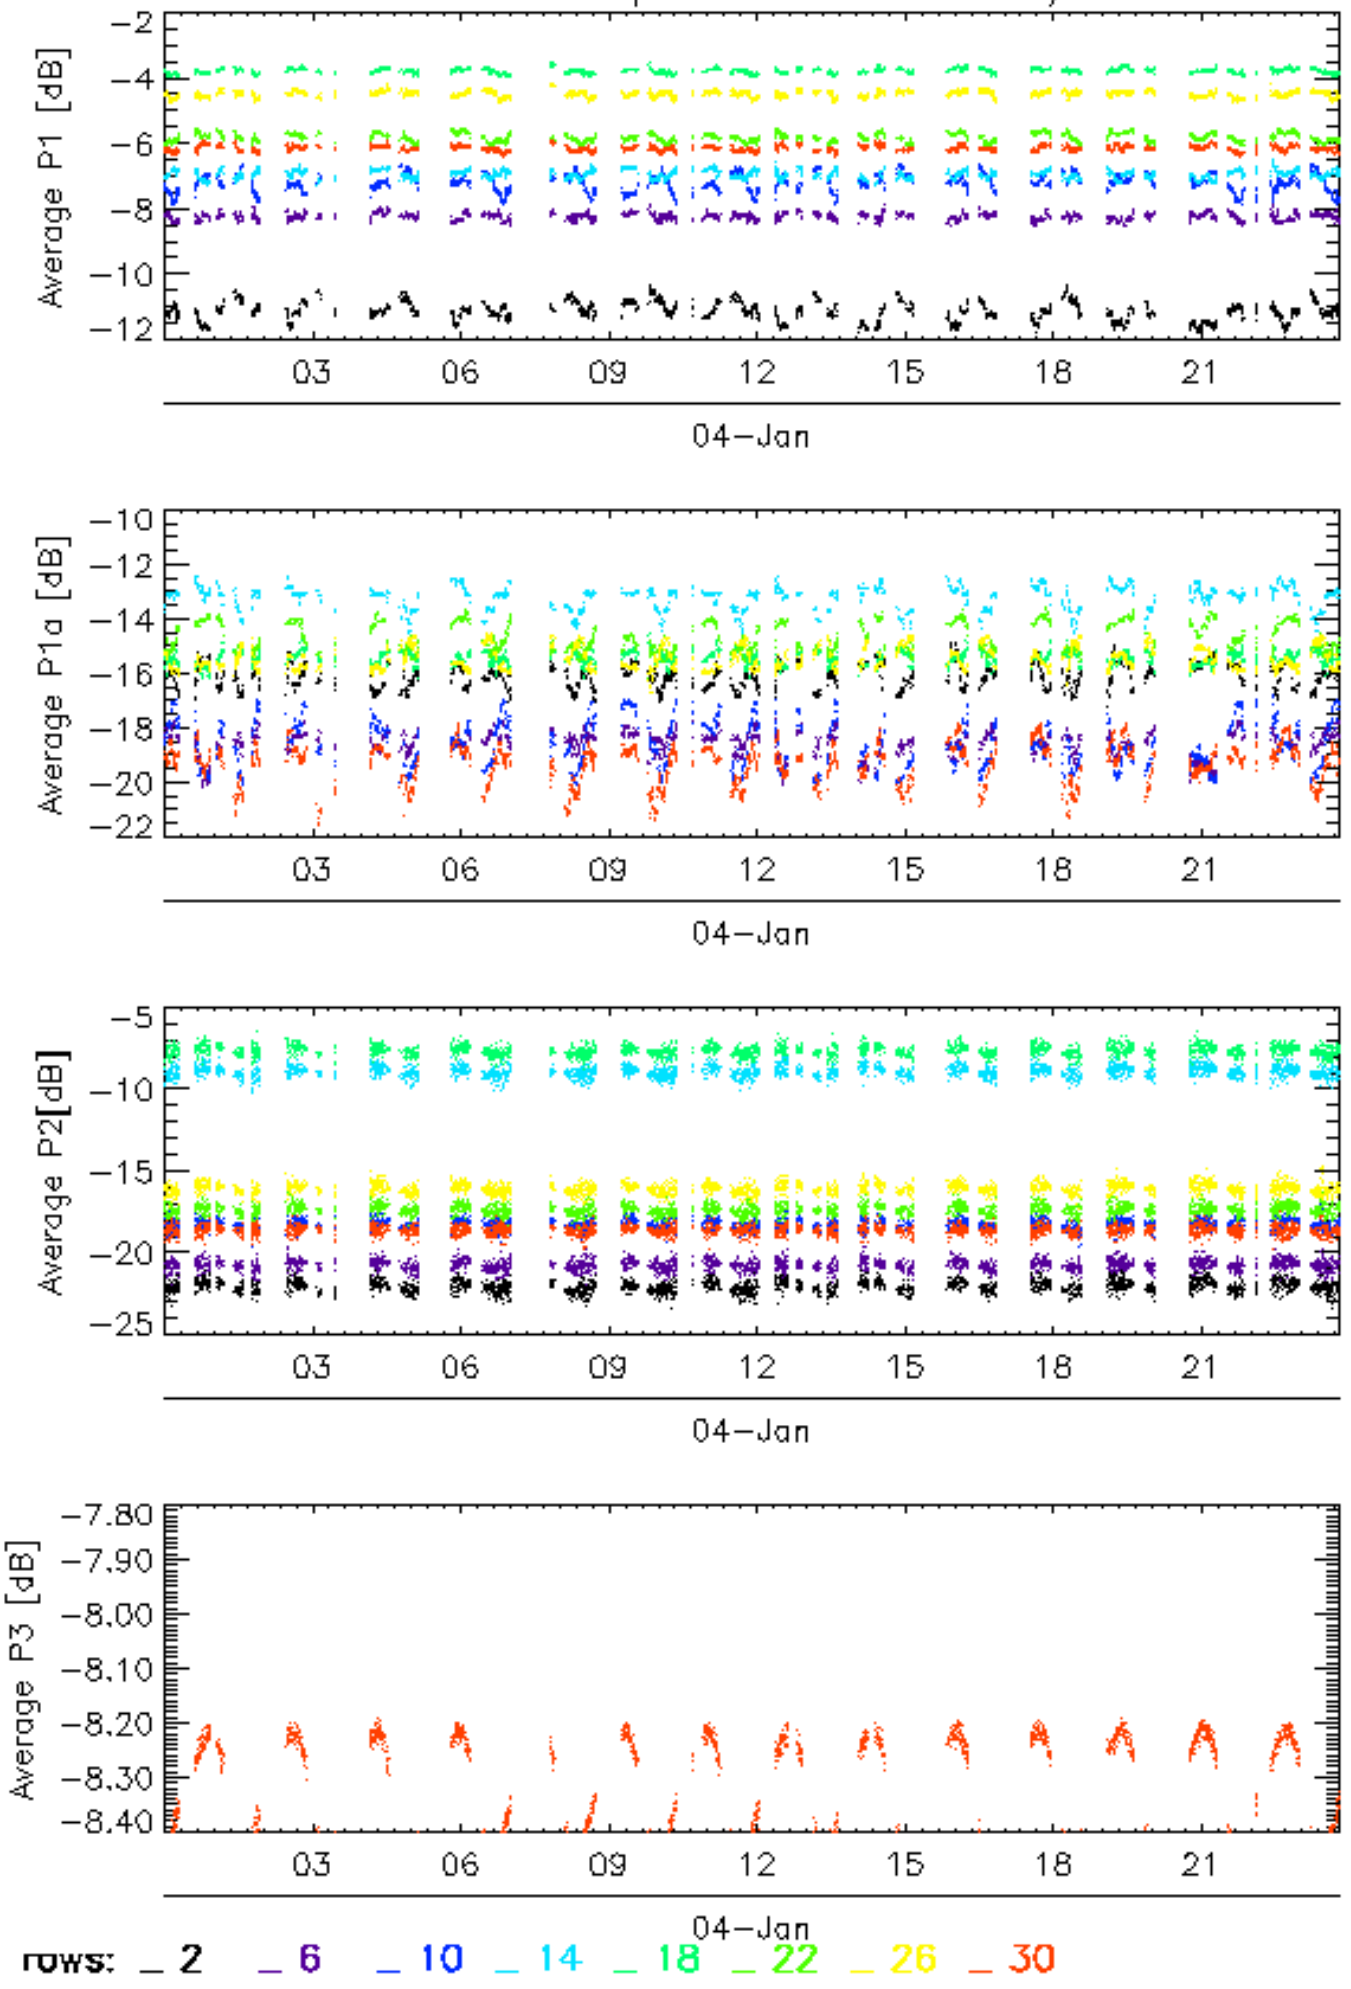 Average P1 [dB]
-2
-4
-6
-8
-10
-12
03 06 09 12 15 18 21
04-Jan
Average P1a [dB]
-10
-12
-14
-16
-18
-20
-22
03 06 09 12 15 18 21
04-Jan
Average P2[dB]
-5
-10
-15
-20
-25
03 06 09 12 15 18 21
04-Jan
Average P3 [dB]
-7.80
-7.90
-8.00
-8.10
-8.20
-8.30
-8.40
03 06 09 12 15 18 21
04-Jan
rows: _ 2 _ 6 _ 10 _ 14 _ 18 _ 22 _ 26 _ 30